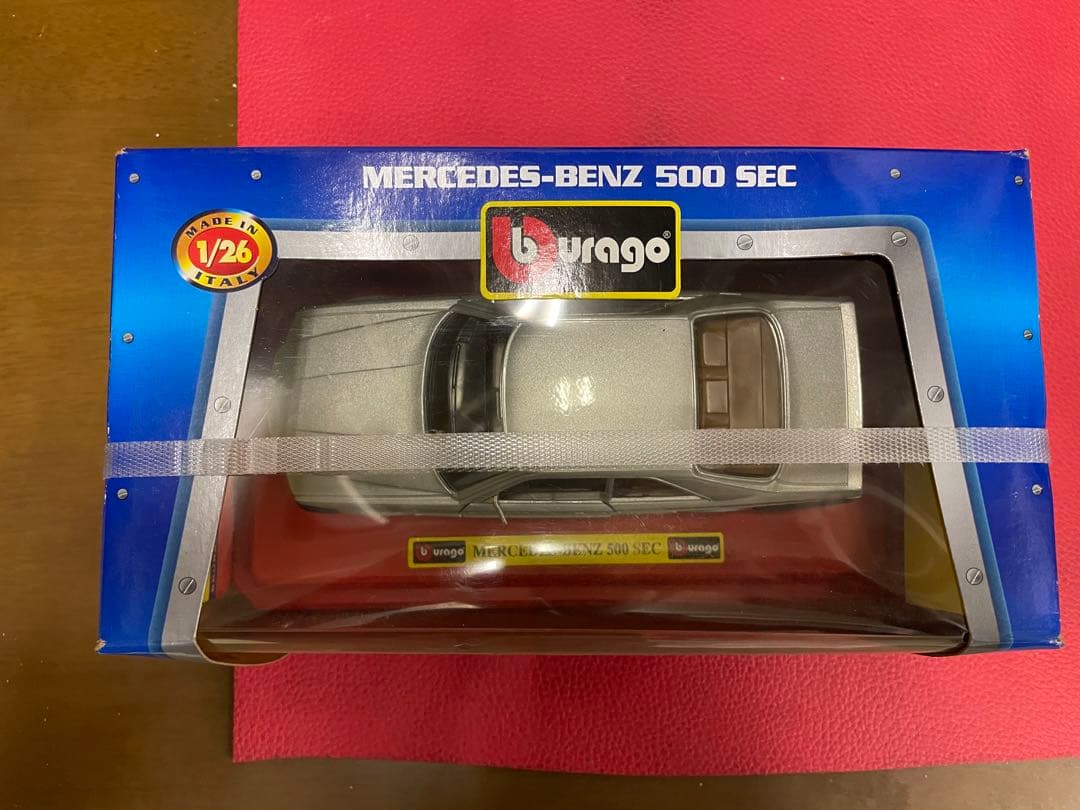 MERCEDES-BENZ 500 SEC
MADE IN
1/26
ITALY
burago®
burago MERCEDES-BENZ 500 SEC burago